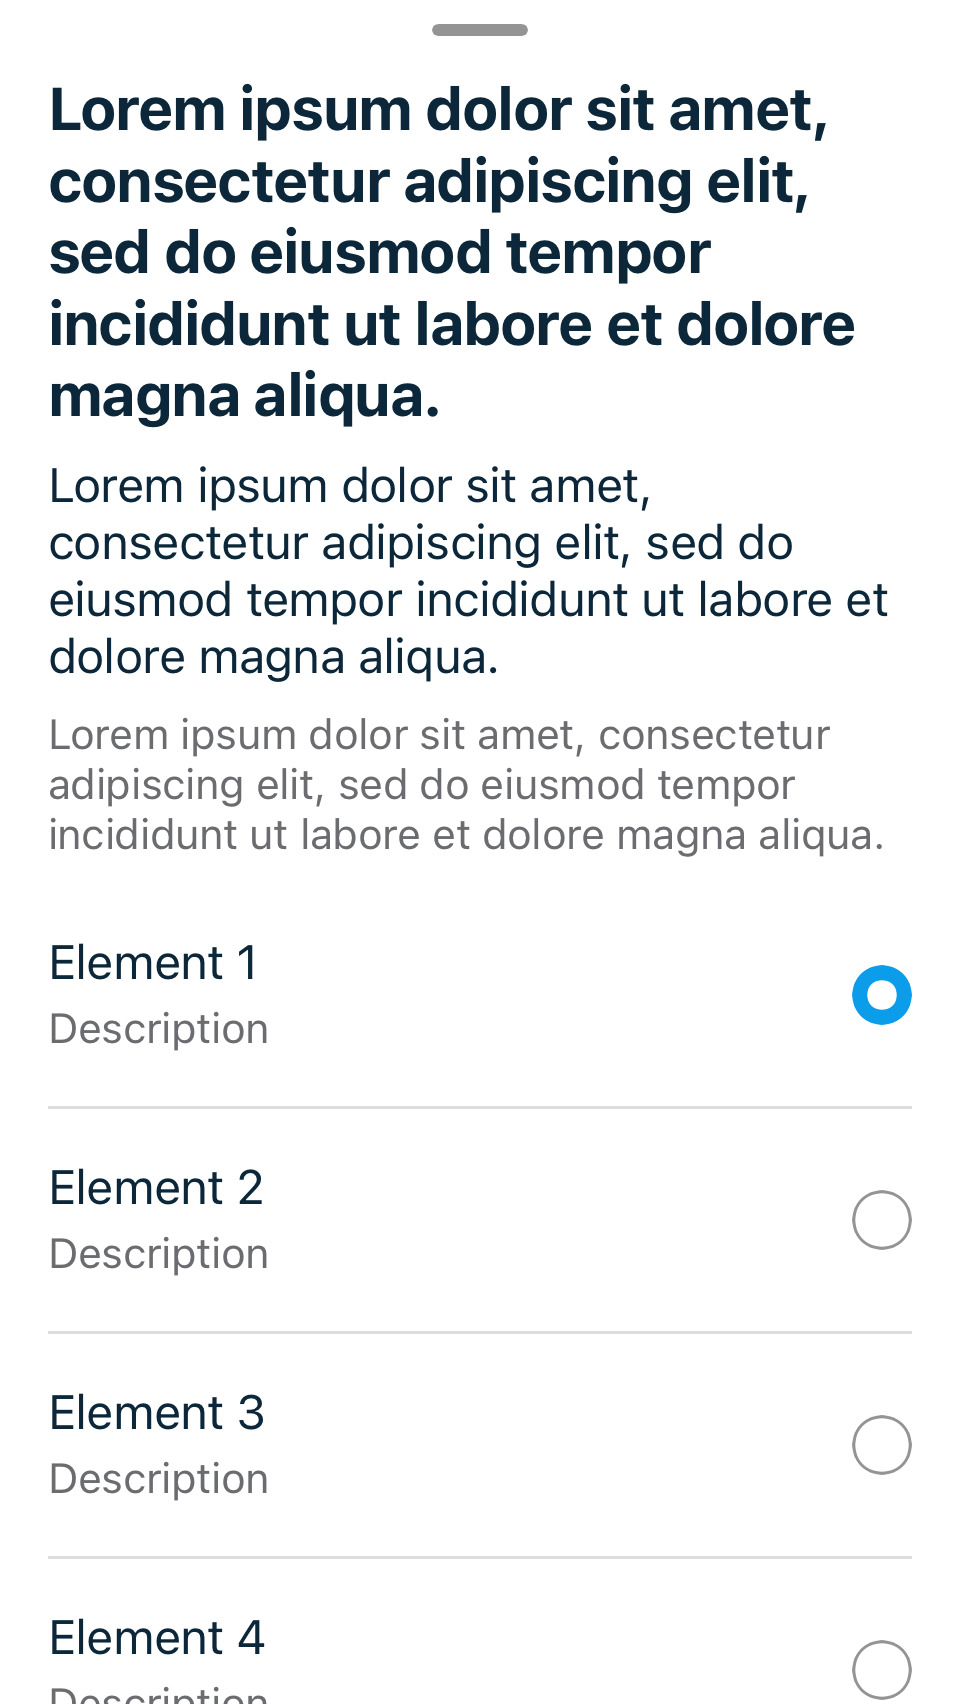 Lorem ipsum dolor sit amet,
consectetur adipiscing elit,
sed do eiusmod tempor
incididunt ut labore et dolore
magna aliqua.
Lorem ipsum dolor sit amet,
consectetur adipiscing elit, sed do
eiusmod tempor incididunt ut labore et
dolore magna aliqua.
Lorem ipsum dolor sit amet, consectetur
adipiscing elit, sed do eiusmod tempor
incididunt ut labore et dolore magna aliqua.
Element 1
Description
Element 2
Description
Element 3
Description
Element 4
Description